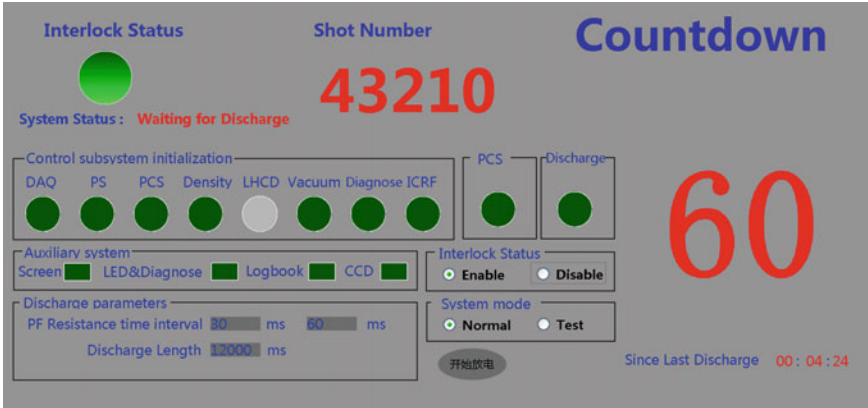 Interlock Status
Shot Number
Countdown
43210
System Status : Waiting for Discharge
Control subsystem initialization
PCS
Discharge
DAQ PS PCS Density LHCD Vacuum Diagnose ICRF
60
Auxiliary system
Screen LED&Diagnose Logbook CCD
Interlock Status
Enable Disable
Discharge parameters
PF Resistance time interval 30 ms 60 ms
Discharge Length 12000 ms
System mode
Normal Test
开始放电
Since Last Discharge 00 : 04 : 24